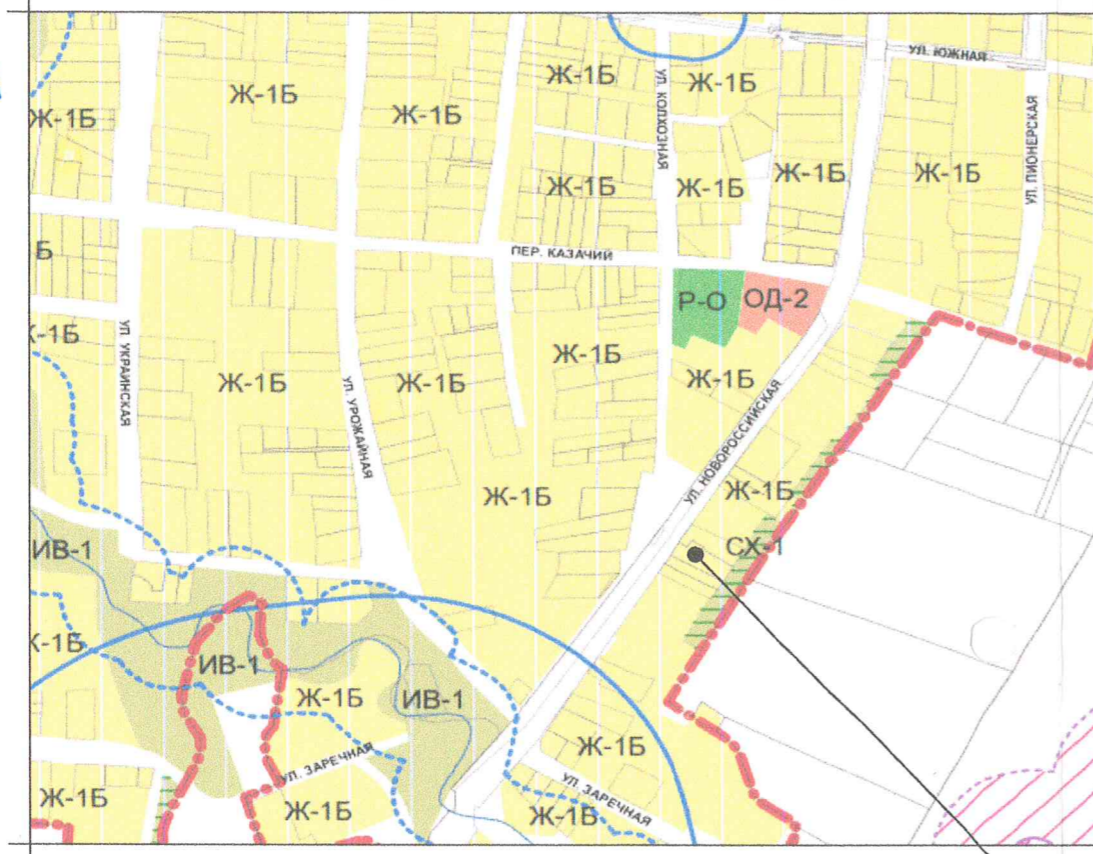 УЛ. ЮЖНАЯ
Ж-1Б
Ж-1Б
Ж-1Б
Ж-1Б
Ж-1Б
Ж-1Б
УЛ. КОЛХОЗНАЯ
УЛ. ПИОНЕРСКАЯ
Ж-1Б
Ж-1Б
Ж-1Б
Ж-1Б
Б
ПЕР. КАЗАЧИЙ
Р-О
ОД-2
Ж-1Б
УЛ. УКРАИНСКАЯ
Ж-1Б
УЛ. УРОЖАЙНАЯ
Ж-1Б
Ж-1Б
Ж-1Б
УЛ. НОВОРОССИЙСКАЯ
Ж-1Б
Ж-1Б
СХ-1
ИВ-1
Ж-1Б
ИВ-1
Ж-1Б
ИВ-1
Ж-1Б
УЛ. ЗАРЕЧНАЯ
УЛ. ЗАРЕЧНАЯ
Ж-1Б
Ж-1Б
Ж-1Б